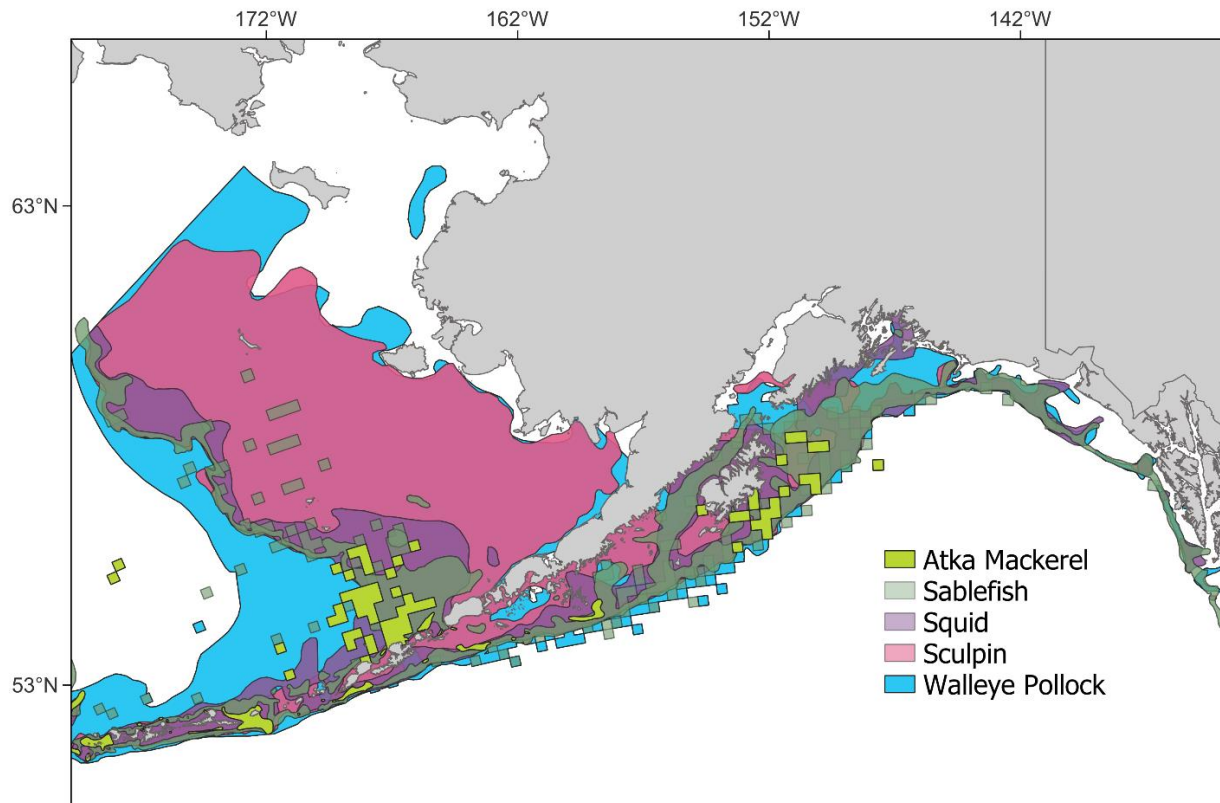 172°W 162°W 152°W 142°W
63°N
53°N
Atka Mackerel
Sablefish
Squid
Sculpin
Walleye Pollock